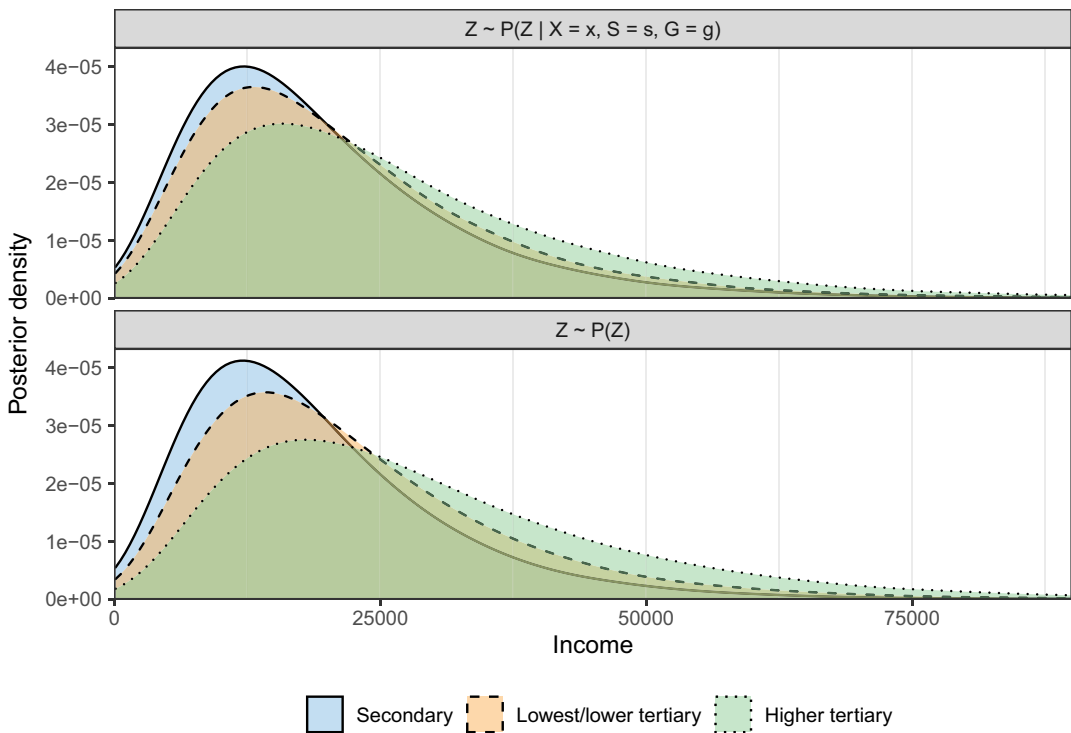 Z ~ P(Z | X = x, S = s, G = g)
4e−05
3e−05
2e−05
1e−05
0e+00
Posterior density
Z ~ P(Z)
4e−05
3e−05
2e−05
1e−05
0e+00
0 25000 50000 75000
Income
Secondary Lowest/lower tertiary Higher tertiary